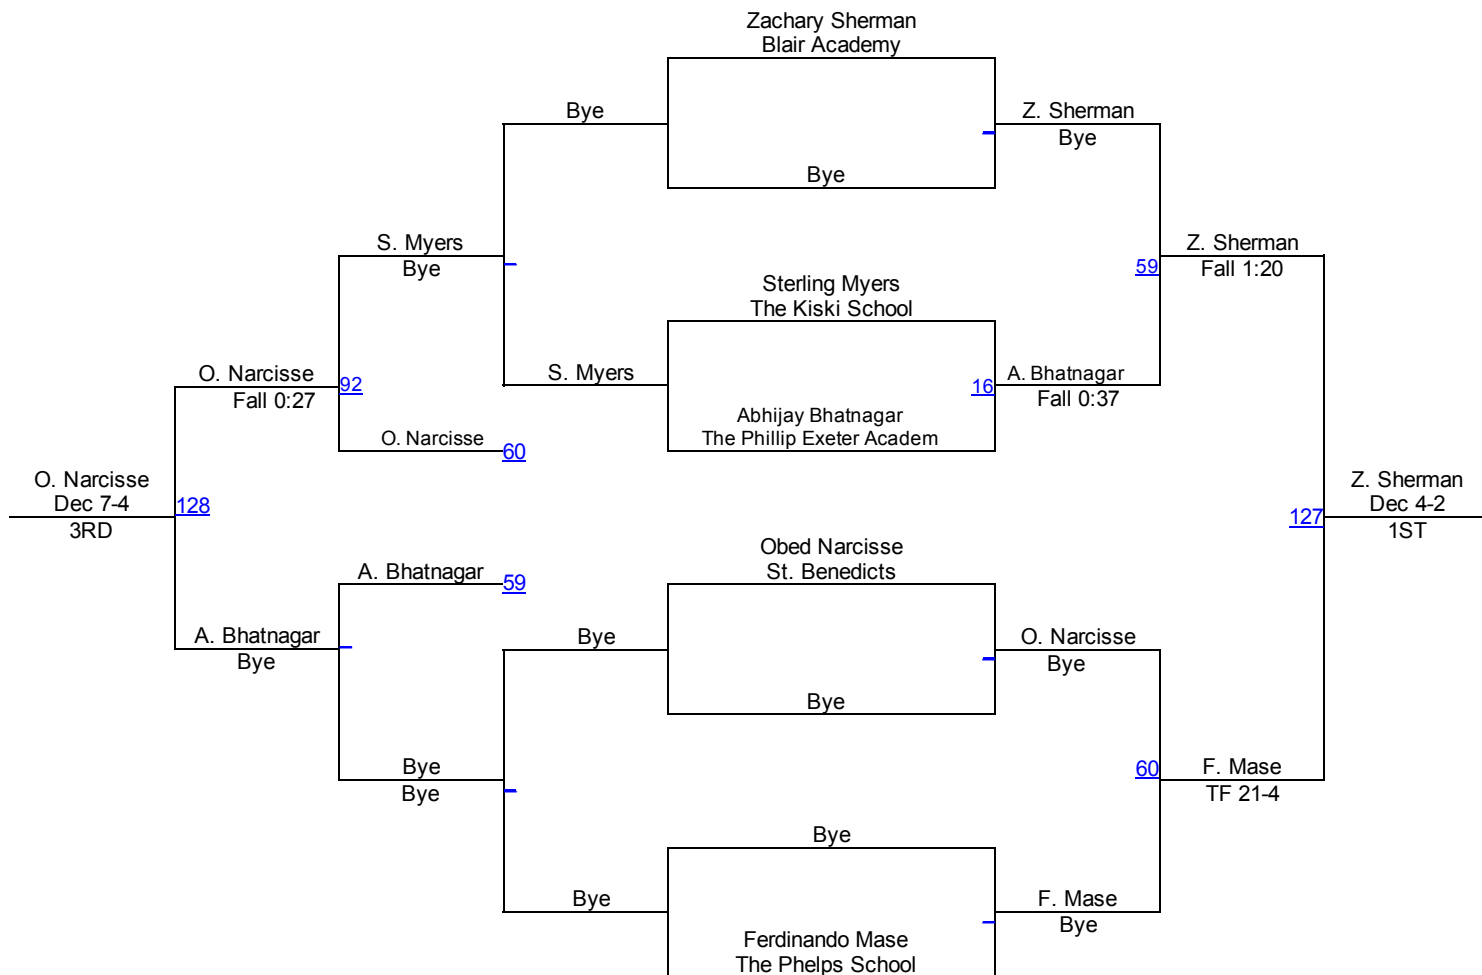 Zachary Sherman
Blair Academy
Bye
Z. Sherman
Bye
Bye
S. Myers
Bye
Z. Sherman
Fall 1:20
59
Sterling Myers
The Kiski School
O. Narcisse
Fall 0:27
92
S. Myers
16
A. Bhatnagar
Fall 0:37
Abhijay Bhatnagar
The Phillip Exeter Academ
O. Narcisse
60
O. Narcisse
Dec 7-4
3RD
128
Z. Sherman
Dec 4-2
1ST
127
Obed Narcisse
St. Benedicts
A. Bhatnagar
59
A. Bhatnagar
Bye
Bye
O. Narcisse
Bye
Bye
Bye
Bye
60
F. Mase
TF 21-4
Bye
Bye
F. Mase
Bye
Ferdinando Mase
The Phelps School